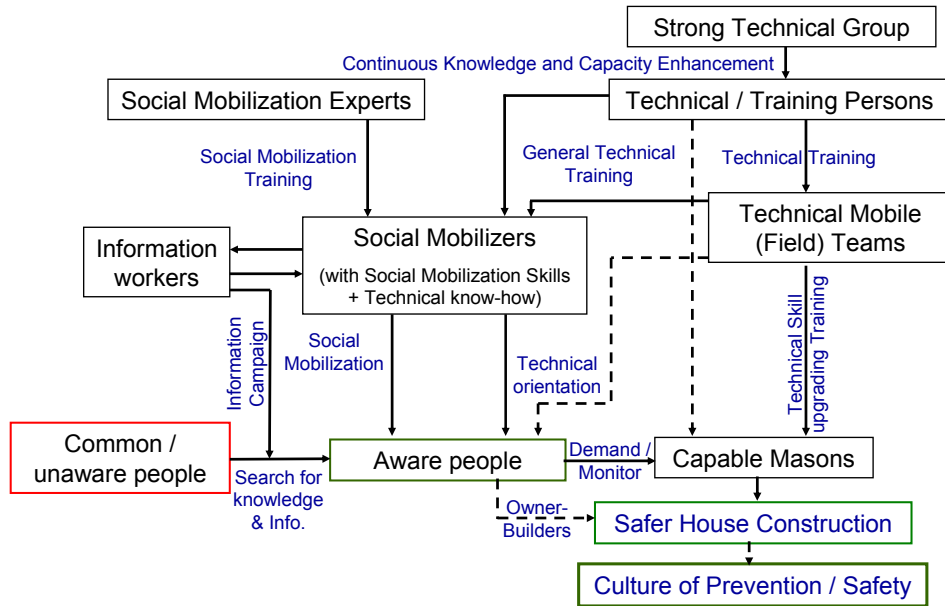 Strong Technical Group
Continuous Knowledge and Capacity Enhancement
Social Mobilization Experts
Technical / Training Persons
Social Mobilization
Training
General Technical
Training
Technical Training
Information
workers
Social Mobilizers
(with Social Mobilization Skills
+ Technical know-how)
Technical Mobile
(Field) Teams
Information
Campaign
Social
Mobilization
Technical
orientation
Technical Skill
upgrading Training
Common /
unaware people
Search for
knowledge
& Info.
Aware people
Demand /
Monitor
Capable Masons
Owner-
Builders
Safer House Construction
Culture of Prevention / Safety